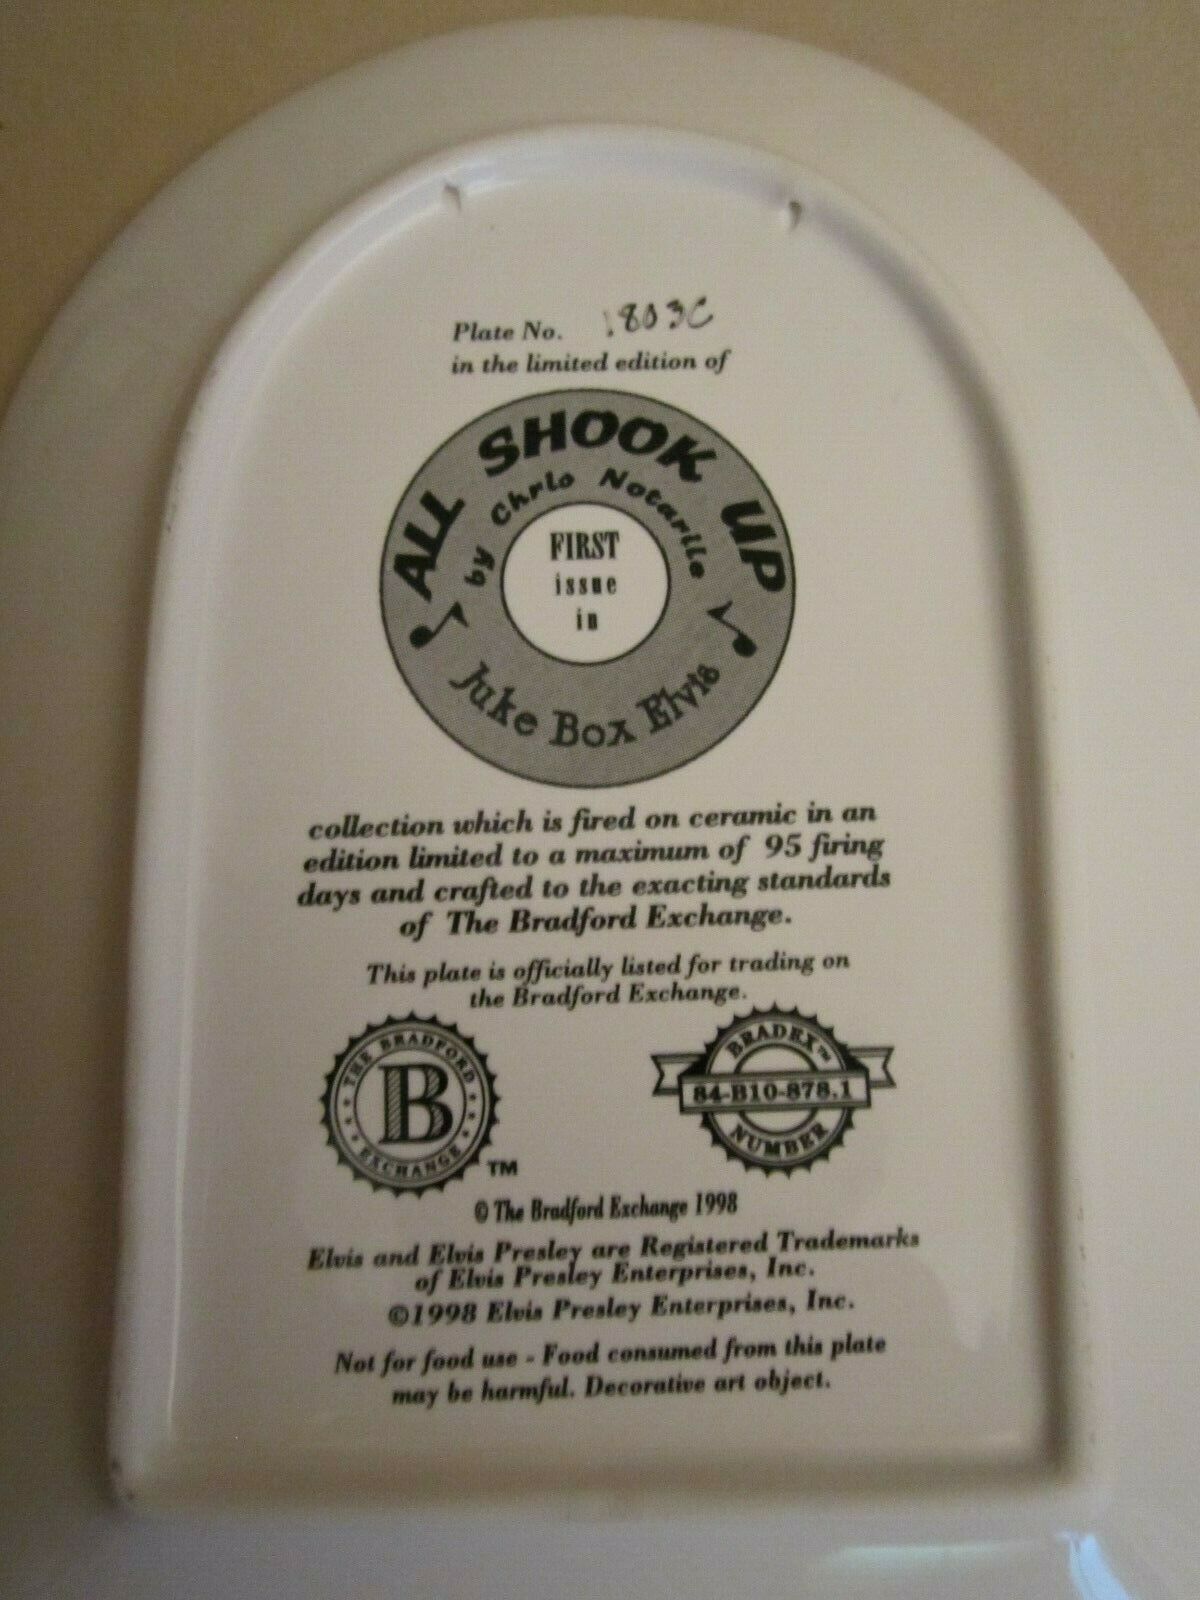 Plate No. 1803C
in the limited edition of
ALL SHOOK UP
by Chris Notarile
FIRST
issue
in
Juke Box Elvis
collection which is fired on ceramic in an
edition limited to a maximum of 95 firing
days and crafted to the exacting standards
of The Bradford Exchange.
This plate is officially listed for trading on
the Bradford Exchange.
THE BRADFORD
B
EXCHANGE
TM
BRADEX™
84-B10-878.1
NUMBER
© The Bradford Exchange 1998
Elvis and Elvis Presley are Registered Trademarks
of Elvis Presley Enterprises, Inc.
©1998 Elvis Presley Enterprises, Inc.
Not for food use - Food consumed from this plate
may be harmful. Decorative art object.